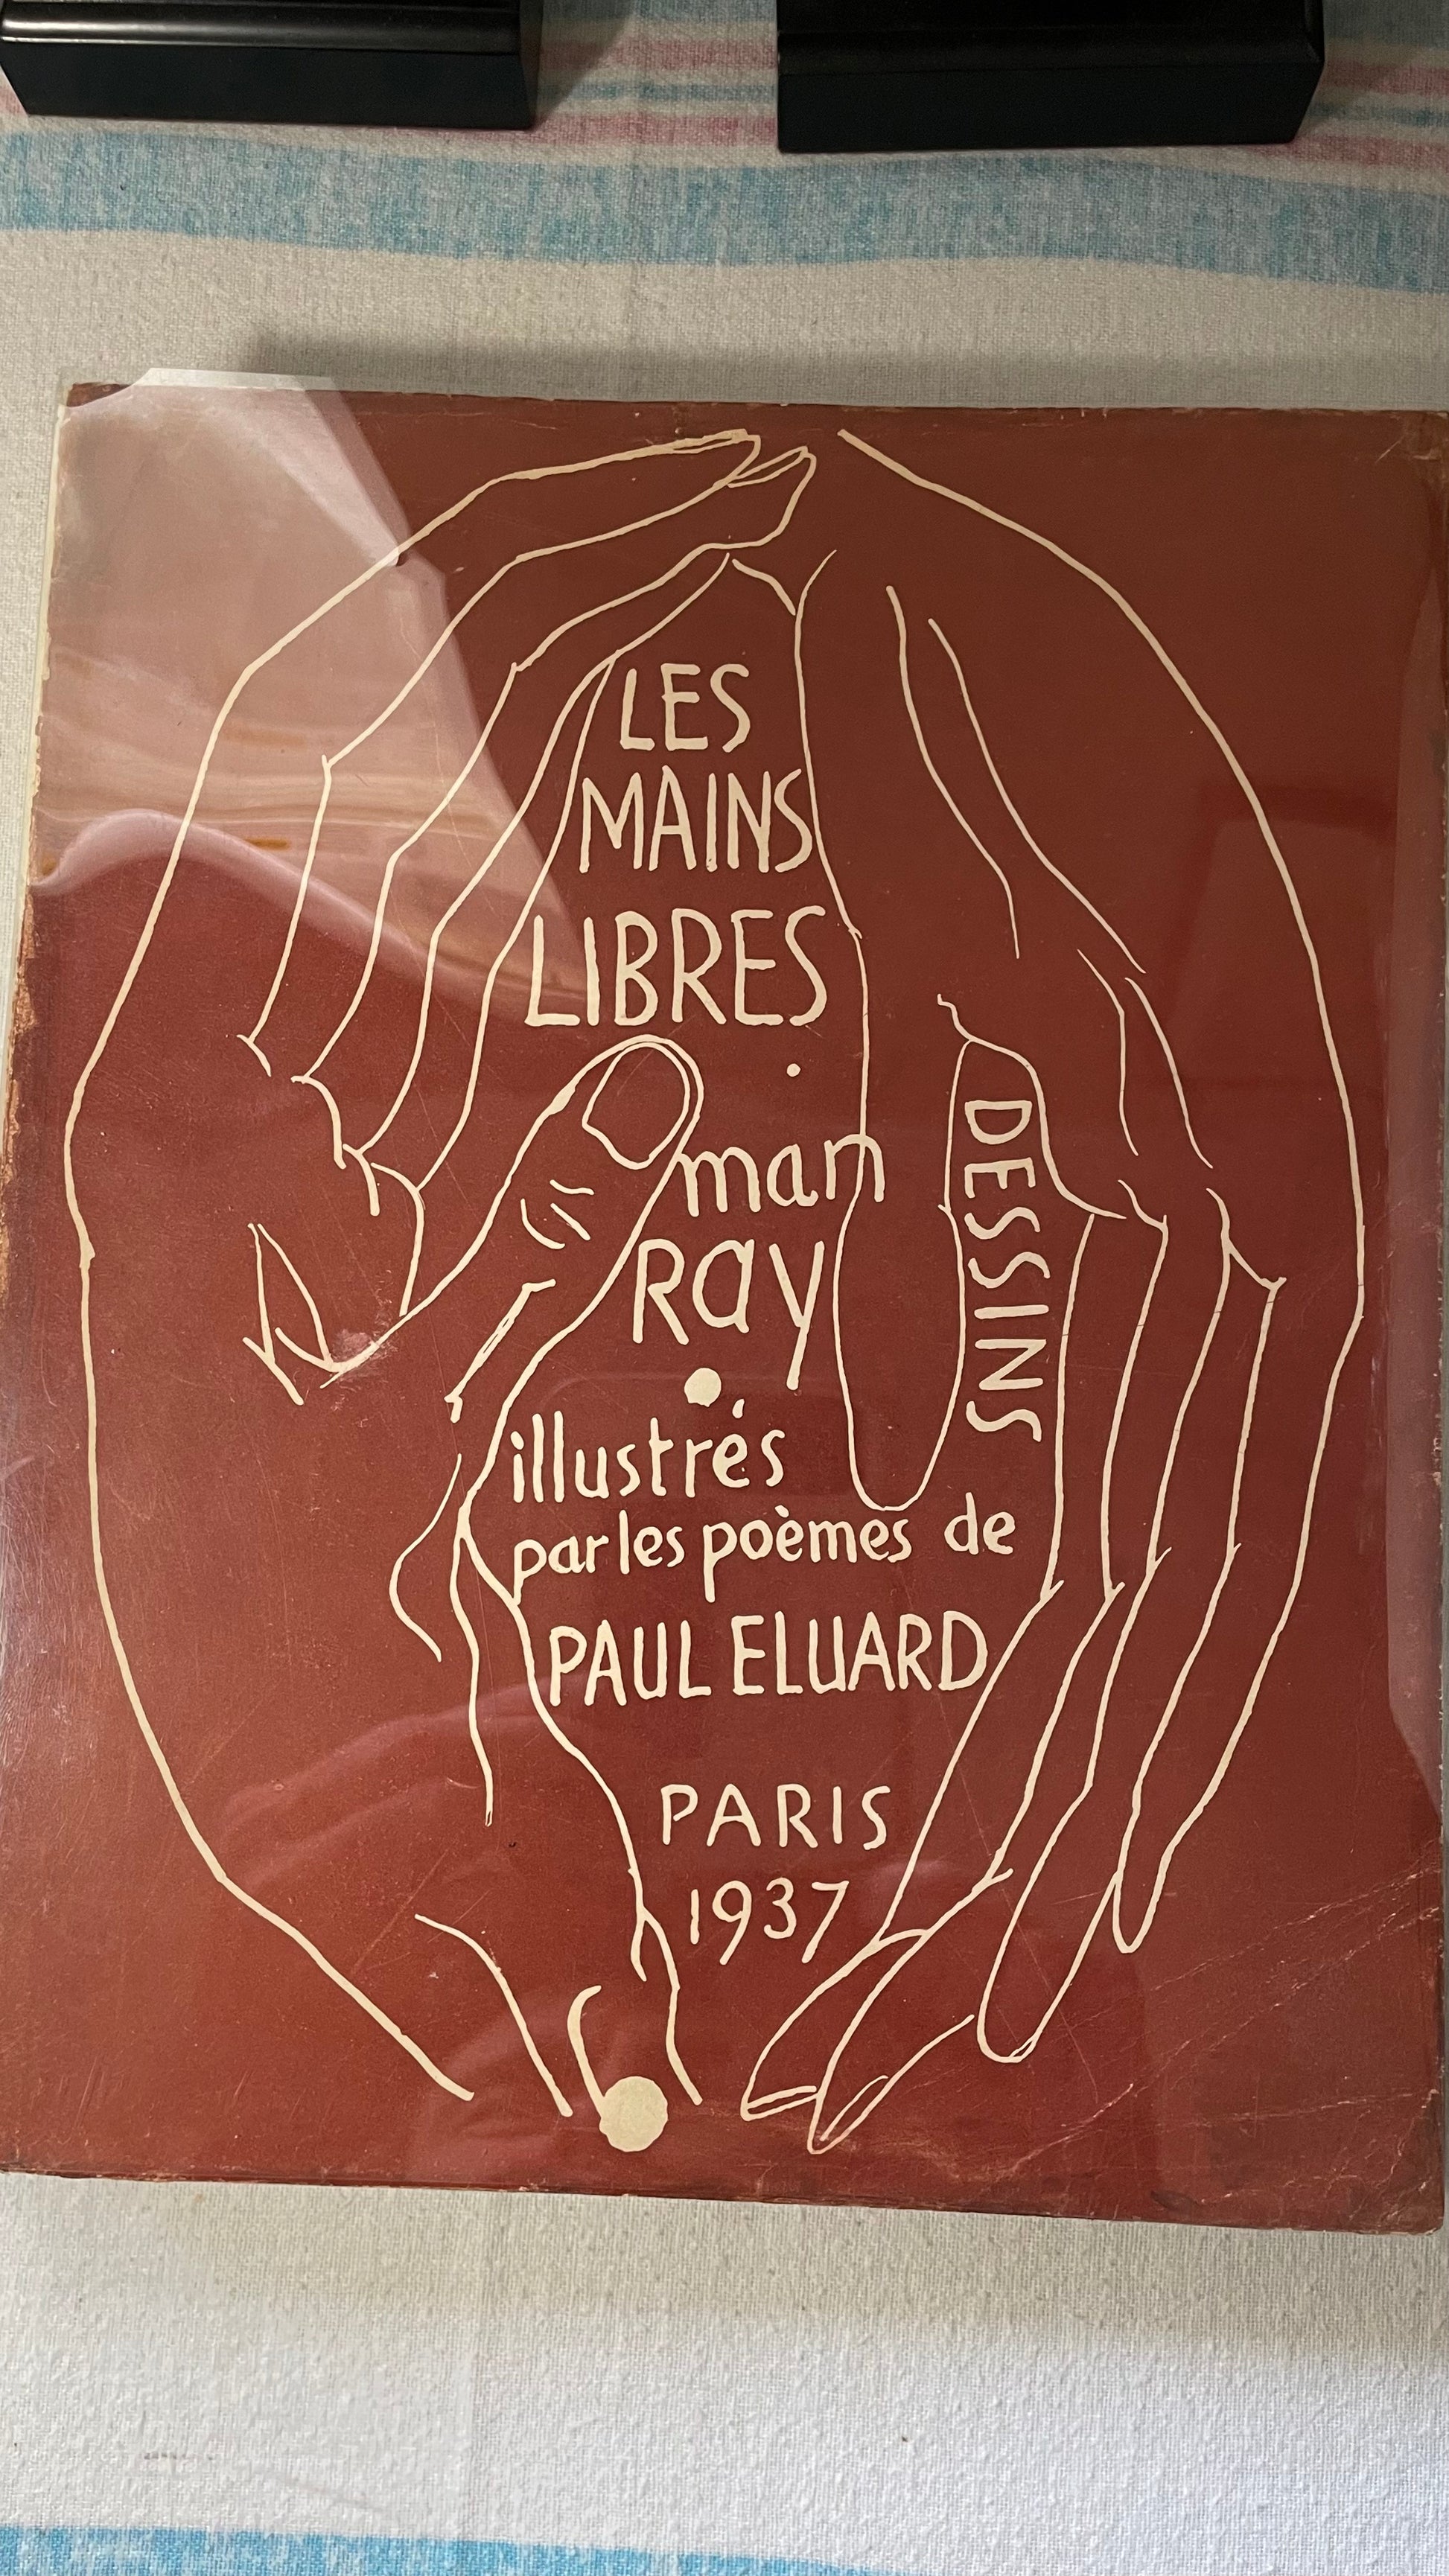 LES
MAINS
LIBRES
man
Ray
DESSINS
illustrés
par les poèmes de
PAUL ELUARD
PARIS
1937